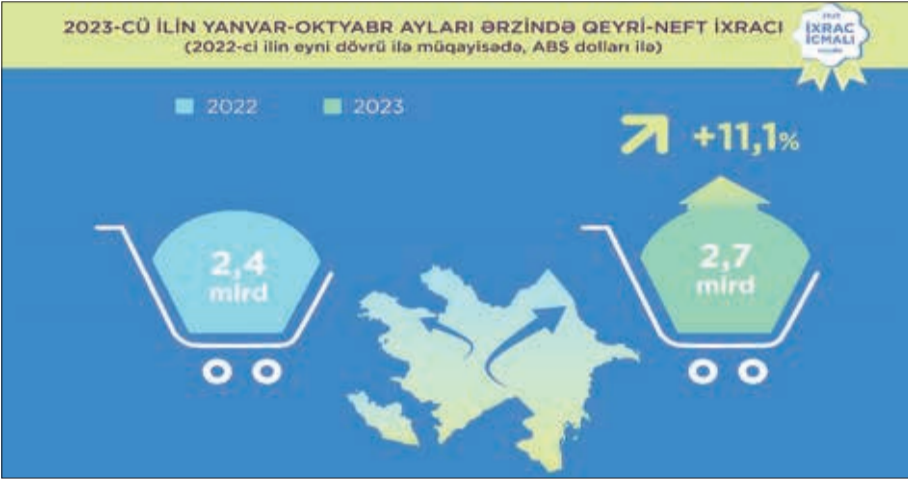 2023-CÜ İLİN YANVAR-OKTYABR AYLARI ƏRZİNDƏ QEYRİ-NEFT İXRACI
(2022-ci ilin eyni dövrü ilə müqayisədə, ABŞ dolları ilə)
İXRAC
İCMALI
2022
2023
+11,1%
2,4
mlrd
2,7
mlrd